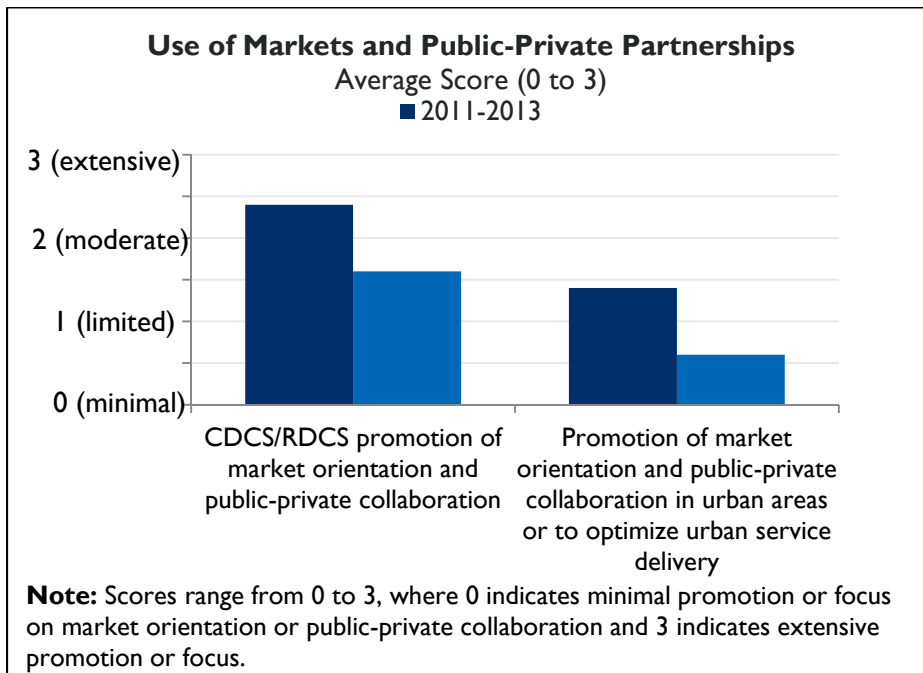 Use of Markets and Public-Private Partnerships
Average Score (0 to 3)
2011-2013
3 (extensive)
2 (moderate)
1 (limited)
0 (minimal)
CDCS/RDCS promotion of
market orientation and
public-private collaboration
Promotion of market
orientation and public-private
collaboration in urban areas
or to optimize urban service
delivery
Note: Scores range from 0 to 3, where 0 indicates minimal promotion or focus
on market orientation or public-private collaboration and 3 indicates extensive
promotion or focus.